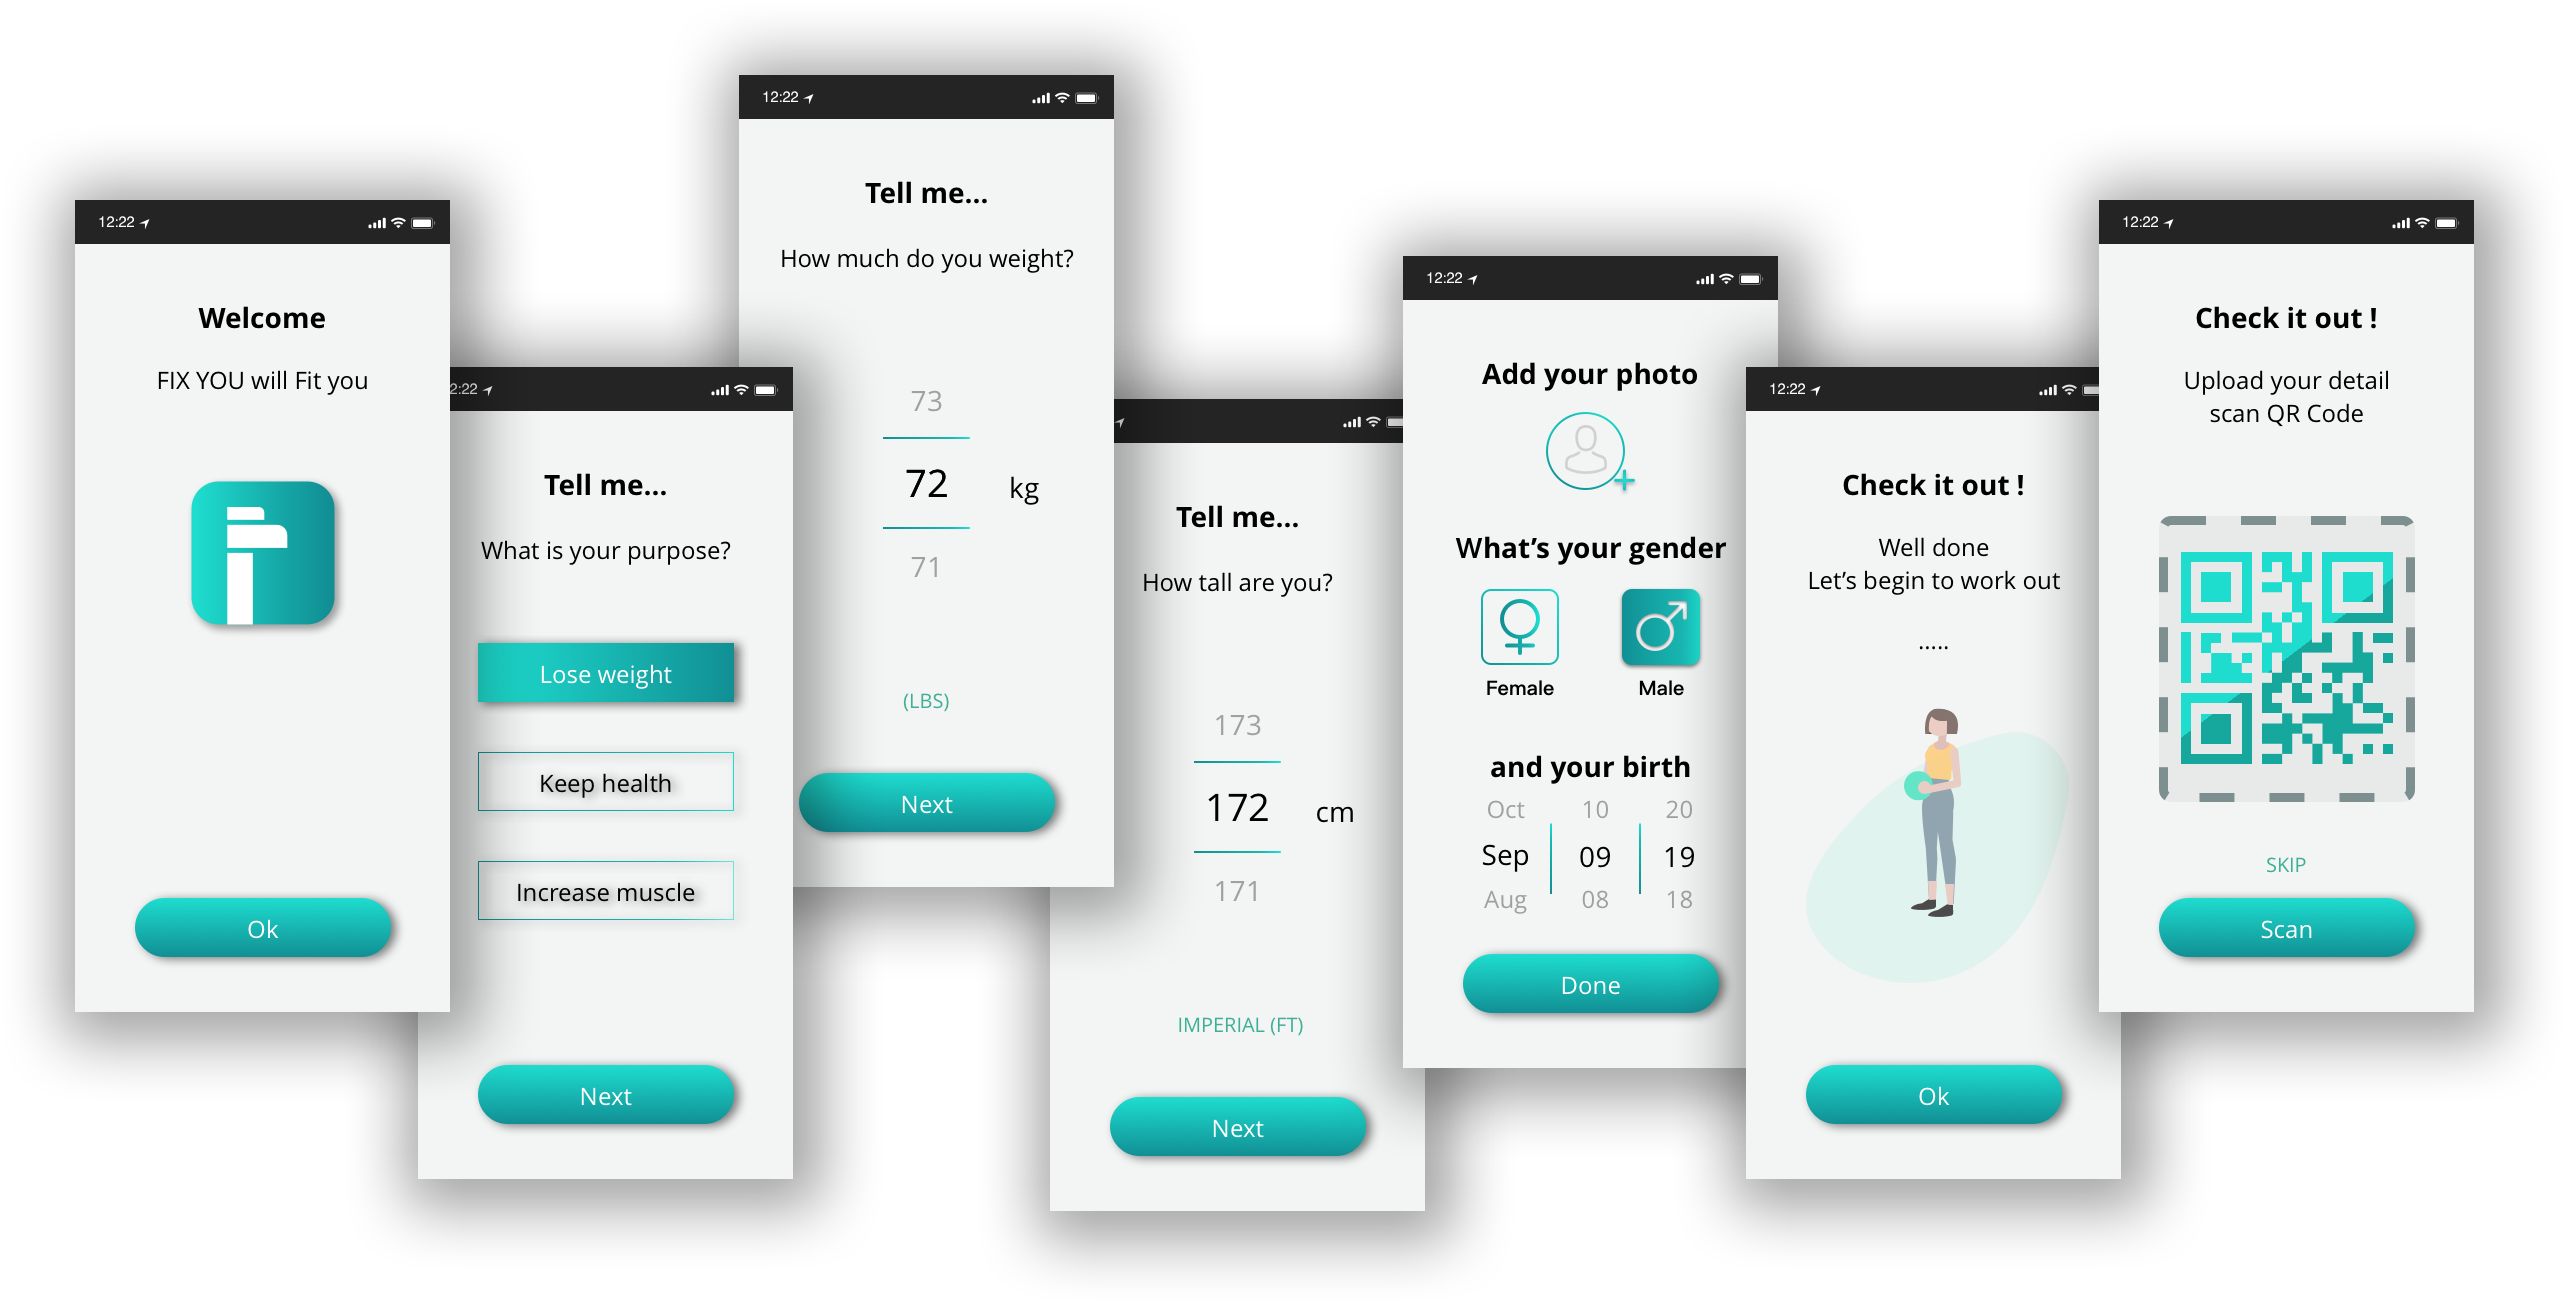 12:22
Welcome
FIX YOU will Fit you
Ok
2:22
Tell me...
What is your purpose?
Lose weight
Keep health
Increase muscle
Next
12:22
Tell me...
How much do you weight?
73
72 kg
71
(LBS)
Next
Tell me...
How tall are you?
173
172 cm
171
IMPERIAL (FT)
Next
12:22
Add your photo
What’s your gender
Female Male
and your birth
Oct 10 20
Sep 09 19
Aug 08 18
Done
12:22
Check it out !
Well done
Let’s begin to work out
.....
Ok
12:22
Check it out !
Upload your detail
scan QR Code
SKIP
Scan